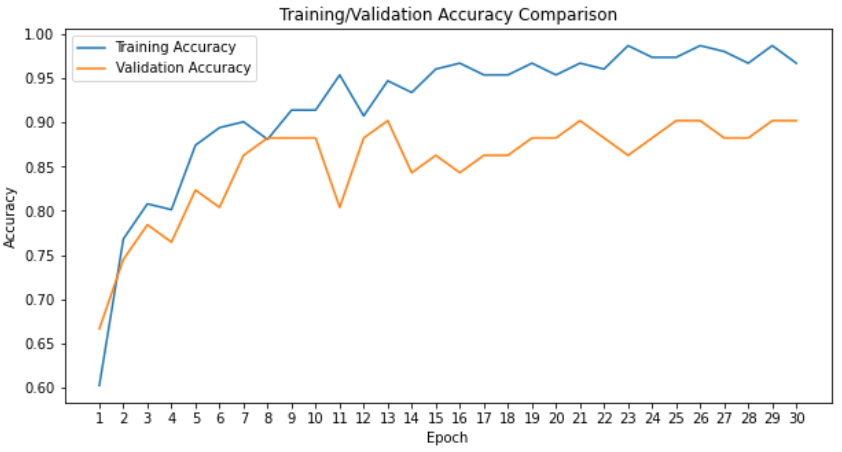 Training/Validation Accuracy Comparison
Training Accuracy
Validation Accuracy
1.00
0.95
0.90
0.85
0.80
0.75
0.70
0.65
0.60
Accuracy
1 2 3 4 5 6 7 8 9 10 11 12 13 14 15 16 17 18 19 20 21 22 23 24 25 26 27 28 29 30
Epoch